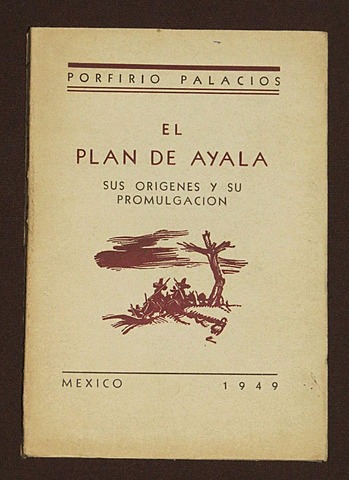 PORFIRIO PALACIOS
EL
PLAN DE AYALA
SUS ORIGENES Y SU
PROMULGACION
MEXICO 1949